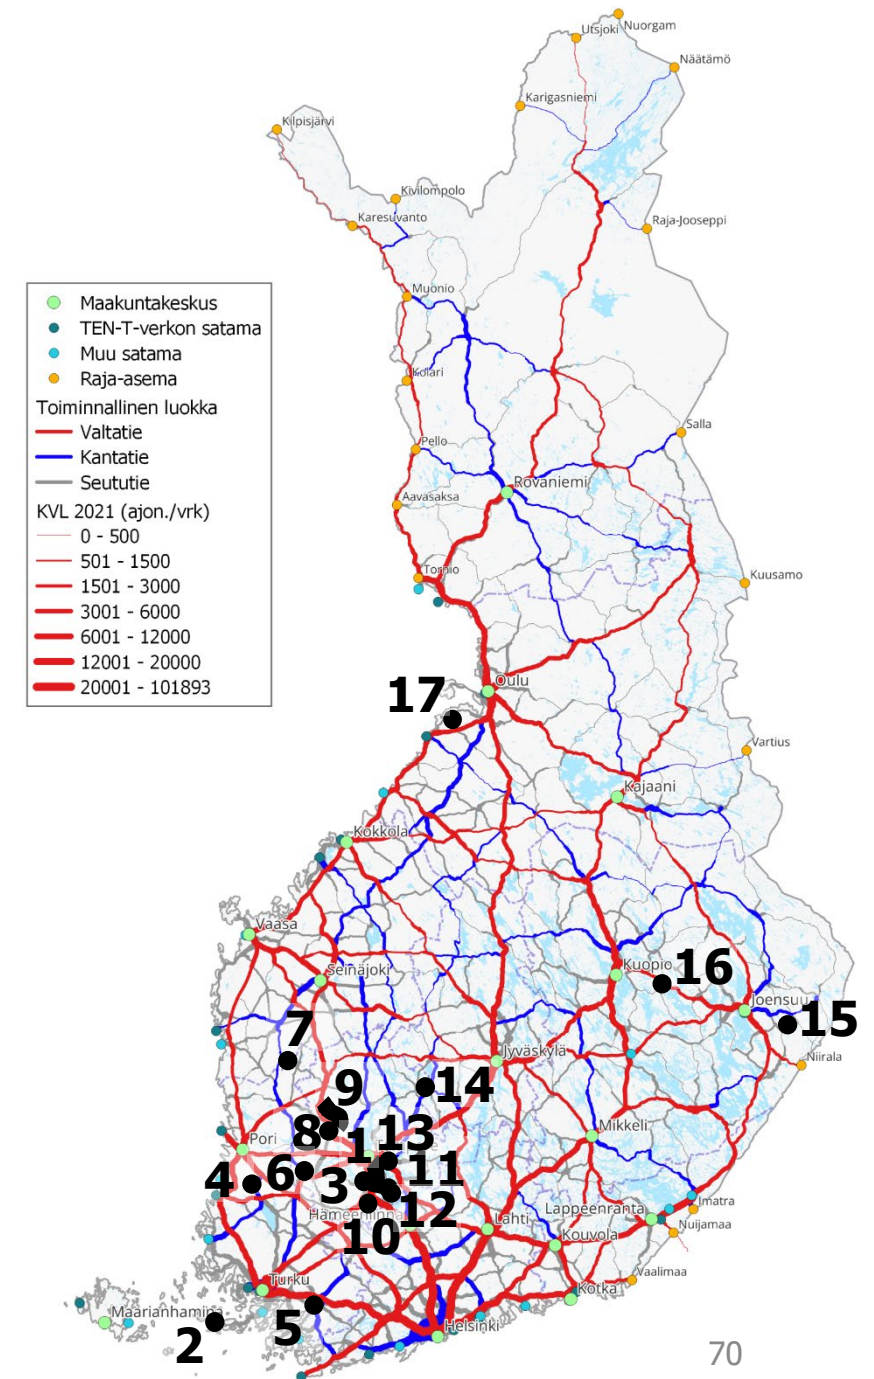 Nuorgam
Utsjoki
Näätämö
Karigasniemi
Kilpisjärvi
Kivilompolo
Karesuvanto
Raja-Jooseppi
Muonio
Maakuntakeskus
TEN-T-verkon satama
Muu satama
Raja-asema
Toiminnallinen luokka
Valtatie
Kantatie
Seututie
KVL 2021 (ajon./vrk)
0 - 500
501 - 1500
1501 - 3000
3001 - 6000
6001 - 12000
12001 - 20000
20001 - 101893
Kolari
Salla
Pello
Rovaniemi
Aavasaksa
Tornio
Kuusamo
Oulu
17
Vartius
Kajaani
Kokkola
Vaasa
Seinäjoki
Kuopio
16
Joensuu
15
7
Jyväskylä
Niirala
14
9
8
1
13
Mikkeli
Pori
4
6
3
11
12
Hämeenlinna
10
Lahti
Lappeenranta
Imatra
Nuijamaa
Kouvola
Vaalimaa
Turku
Kotka
Maarianhamina
2
5
Helsinki
70